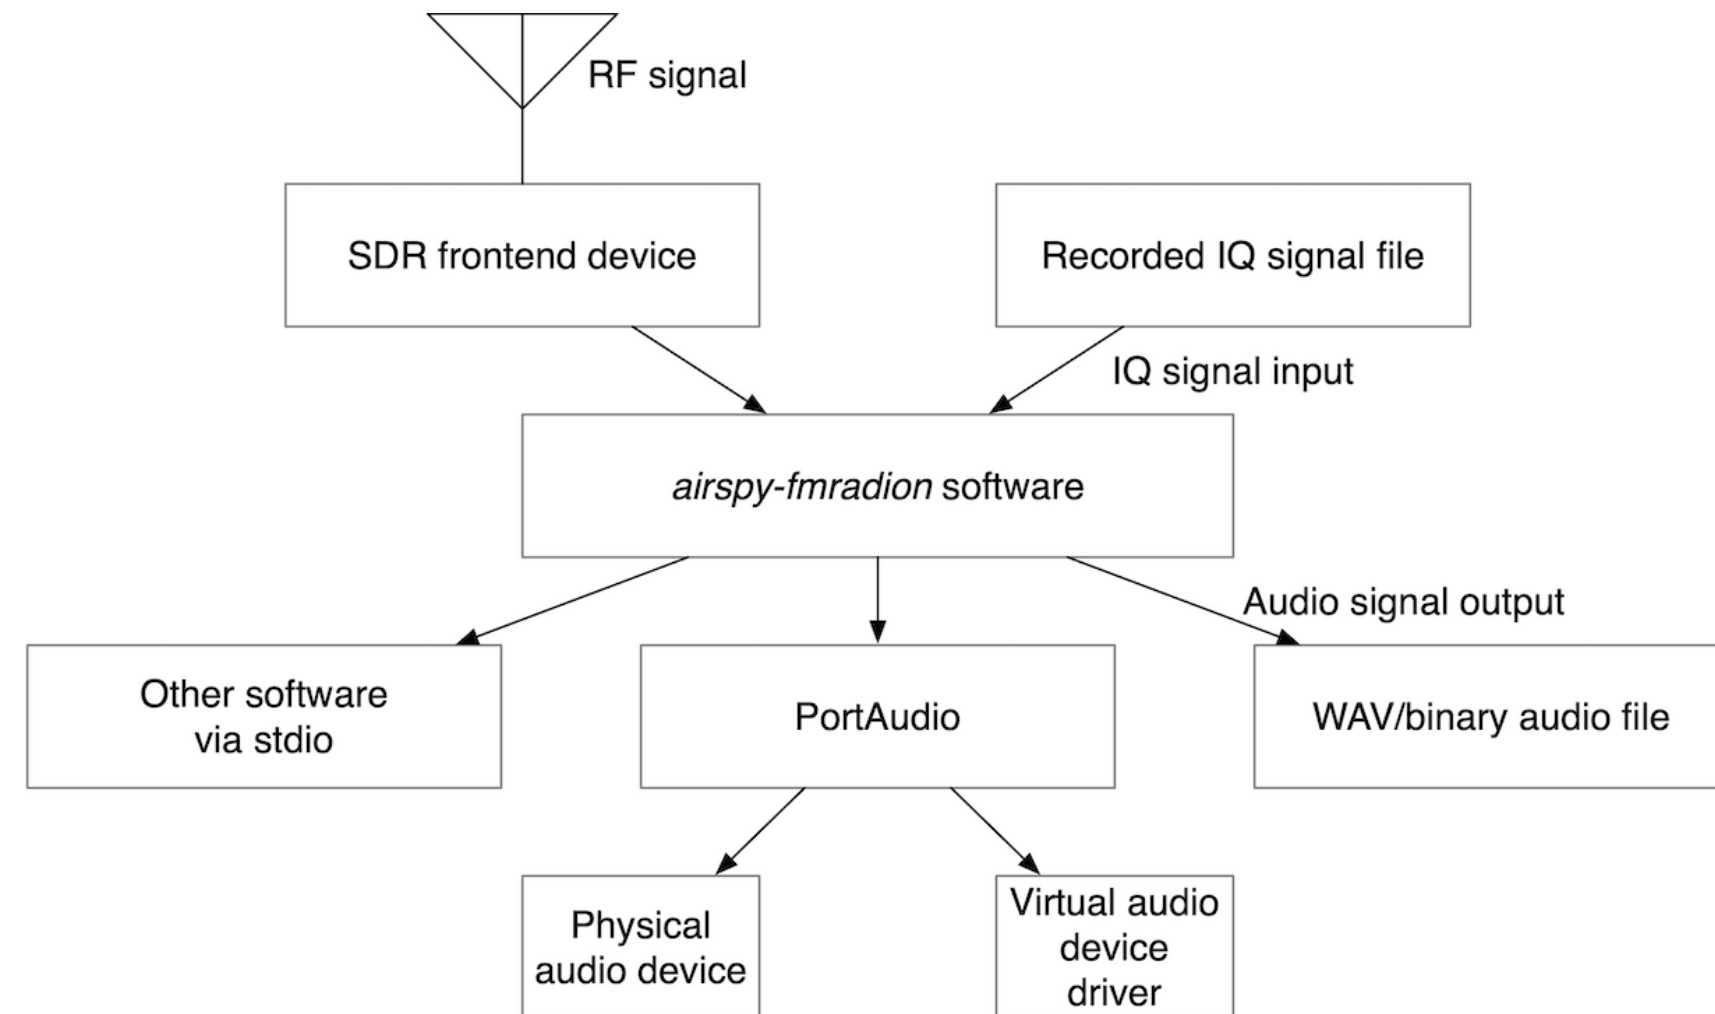 RF signal
SDR frontend device
Recorded IQ signal file
IQ signal input
airspy-fmradion software
Audio signal output
Other software
via stdio
PortAudio
WAV/binary audio file
Physical
audio device
Virtual audio
device
driver